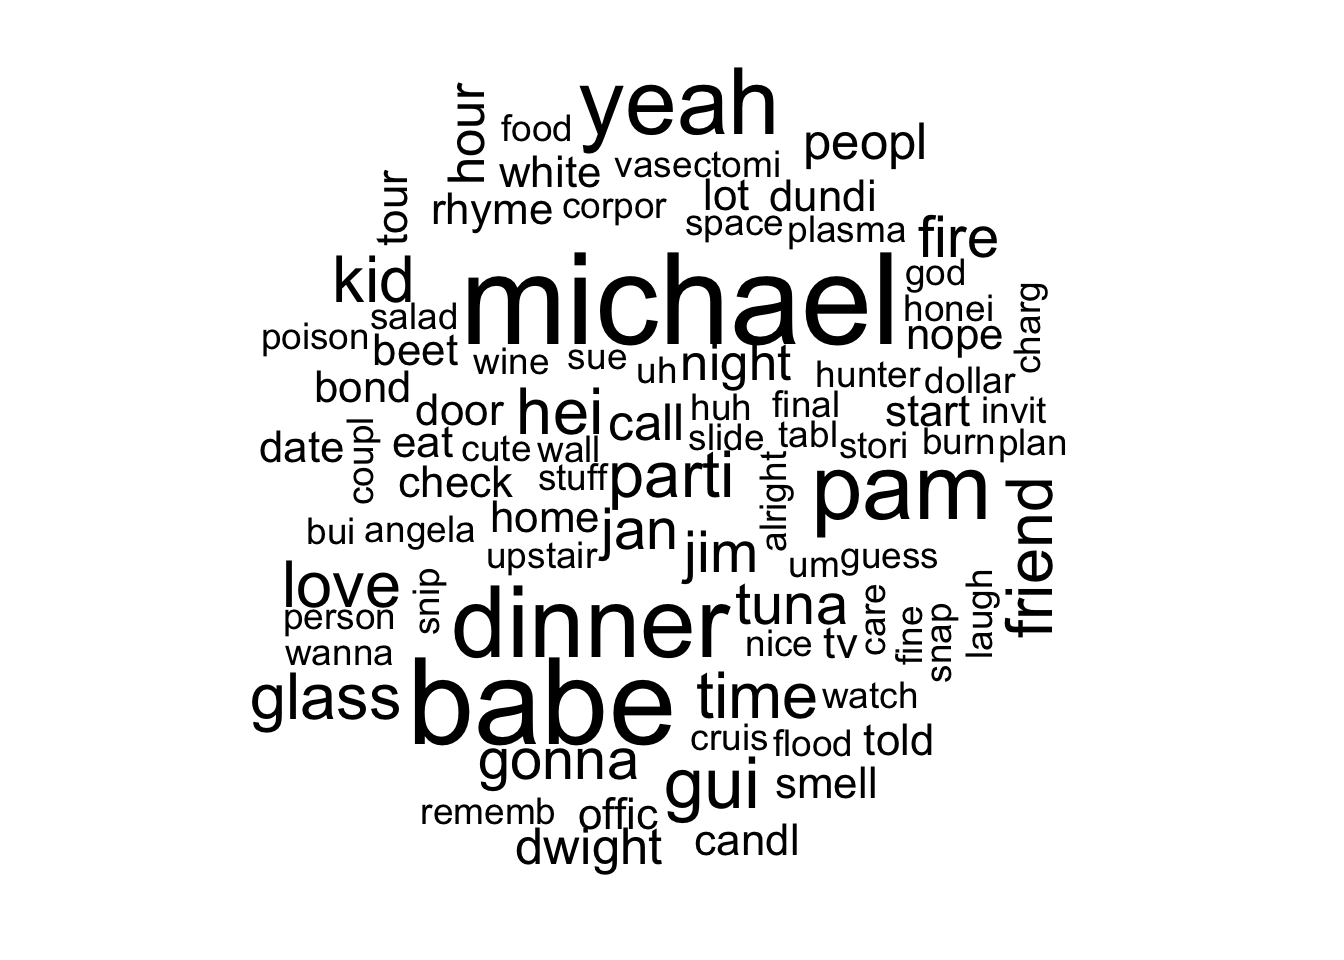 yeah
hour
food
peopl
white
vasectomi
tour
rhyme
corpor
lot
dundi
space
plasma
fire
kid
michael
god
honei
charg
salad
poison
beet
nope
wine
sue
uh
night
hunter
dollar
bond
door
hei
call
huh
final
start
invit
date
coupl
eat
cute
wall
slide
tabl
stori
burn
plan
check
stuff
parti
alright
pam
friend
bui
angela
home
jan
jim
upstair
um
guess
love
person
snip
dinner
tuna
care
laugh
wanna
nice
tv
fine
snap
glass
babe
time
watch
cruis
flood
told
gonna
gui
smell
rememb
offic
dwight
candl